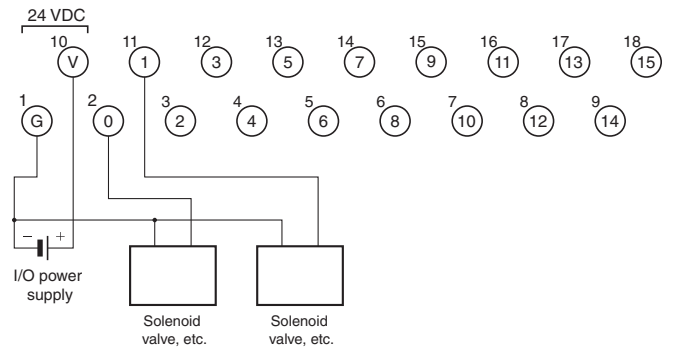 24 VDC
10 11 12 13 14 15 16 17 18
V 1 3 5 7 9 11 13 15
1 2 3 4 5 6 7 8 9
G 0 2 4 6 8 10 12 14
− +
I/O power
supply
Solenoid
valve, etc.
Solenoid
valve, etc.